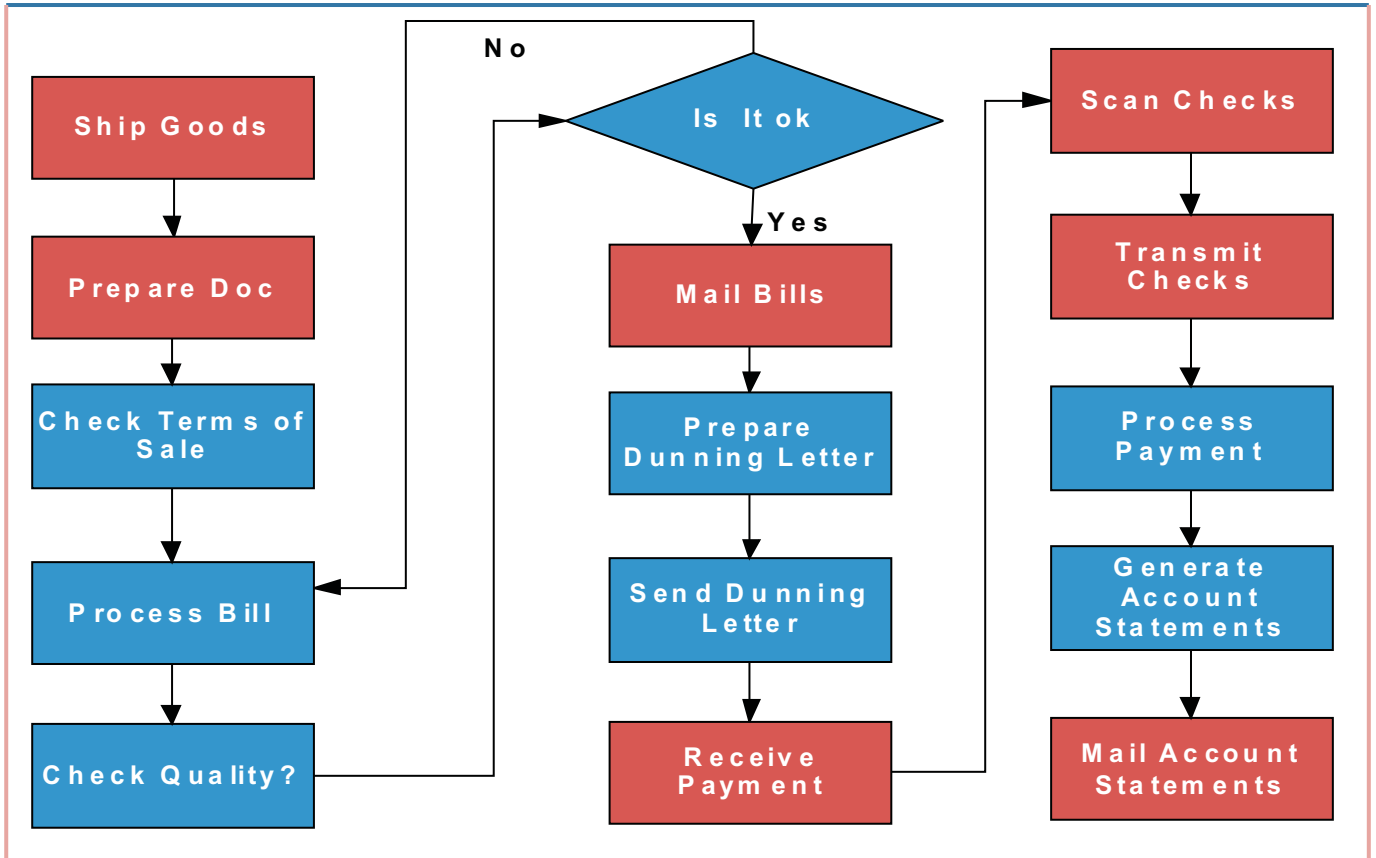 Ship Goods
Prepare Doc
Check Terms of
Sale
Process Bill
Check Quality?
No
Is It ok
Yes
Mail Bills
Prepare
Dunning Letter
Send Dunning
Letter
Receive
Payment
Scan Checks
Transmit
Checks
Process
Payment
Generate
Account
Statements
Mail Account
Statements